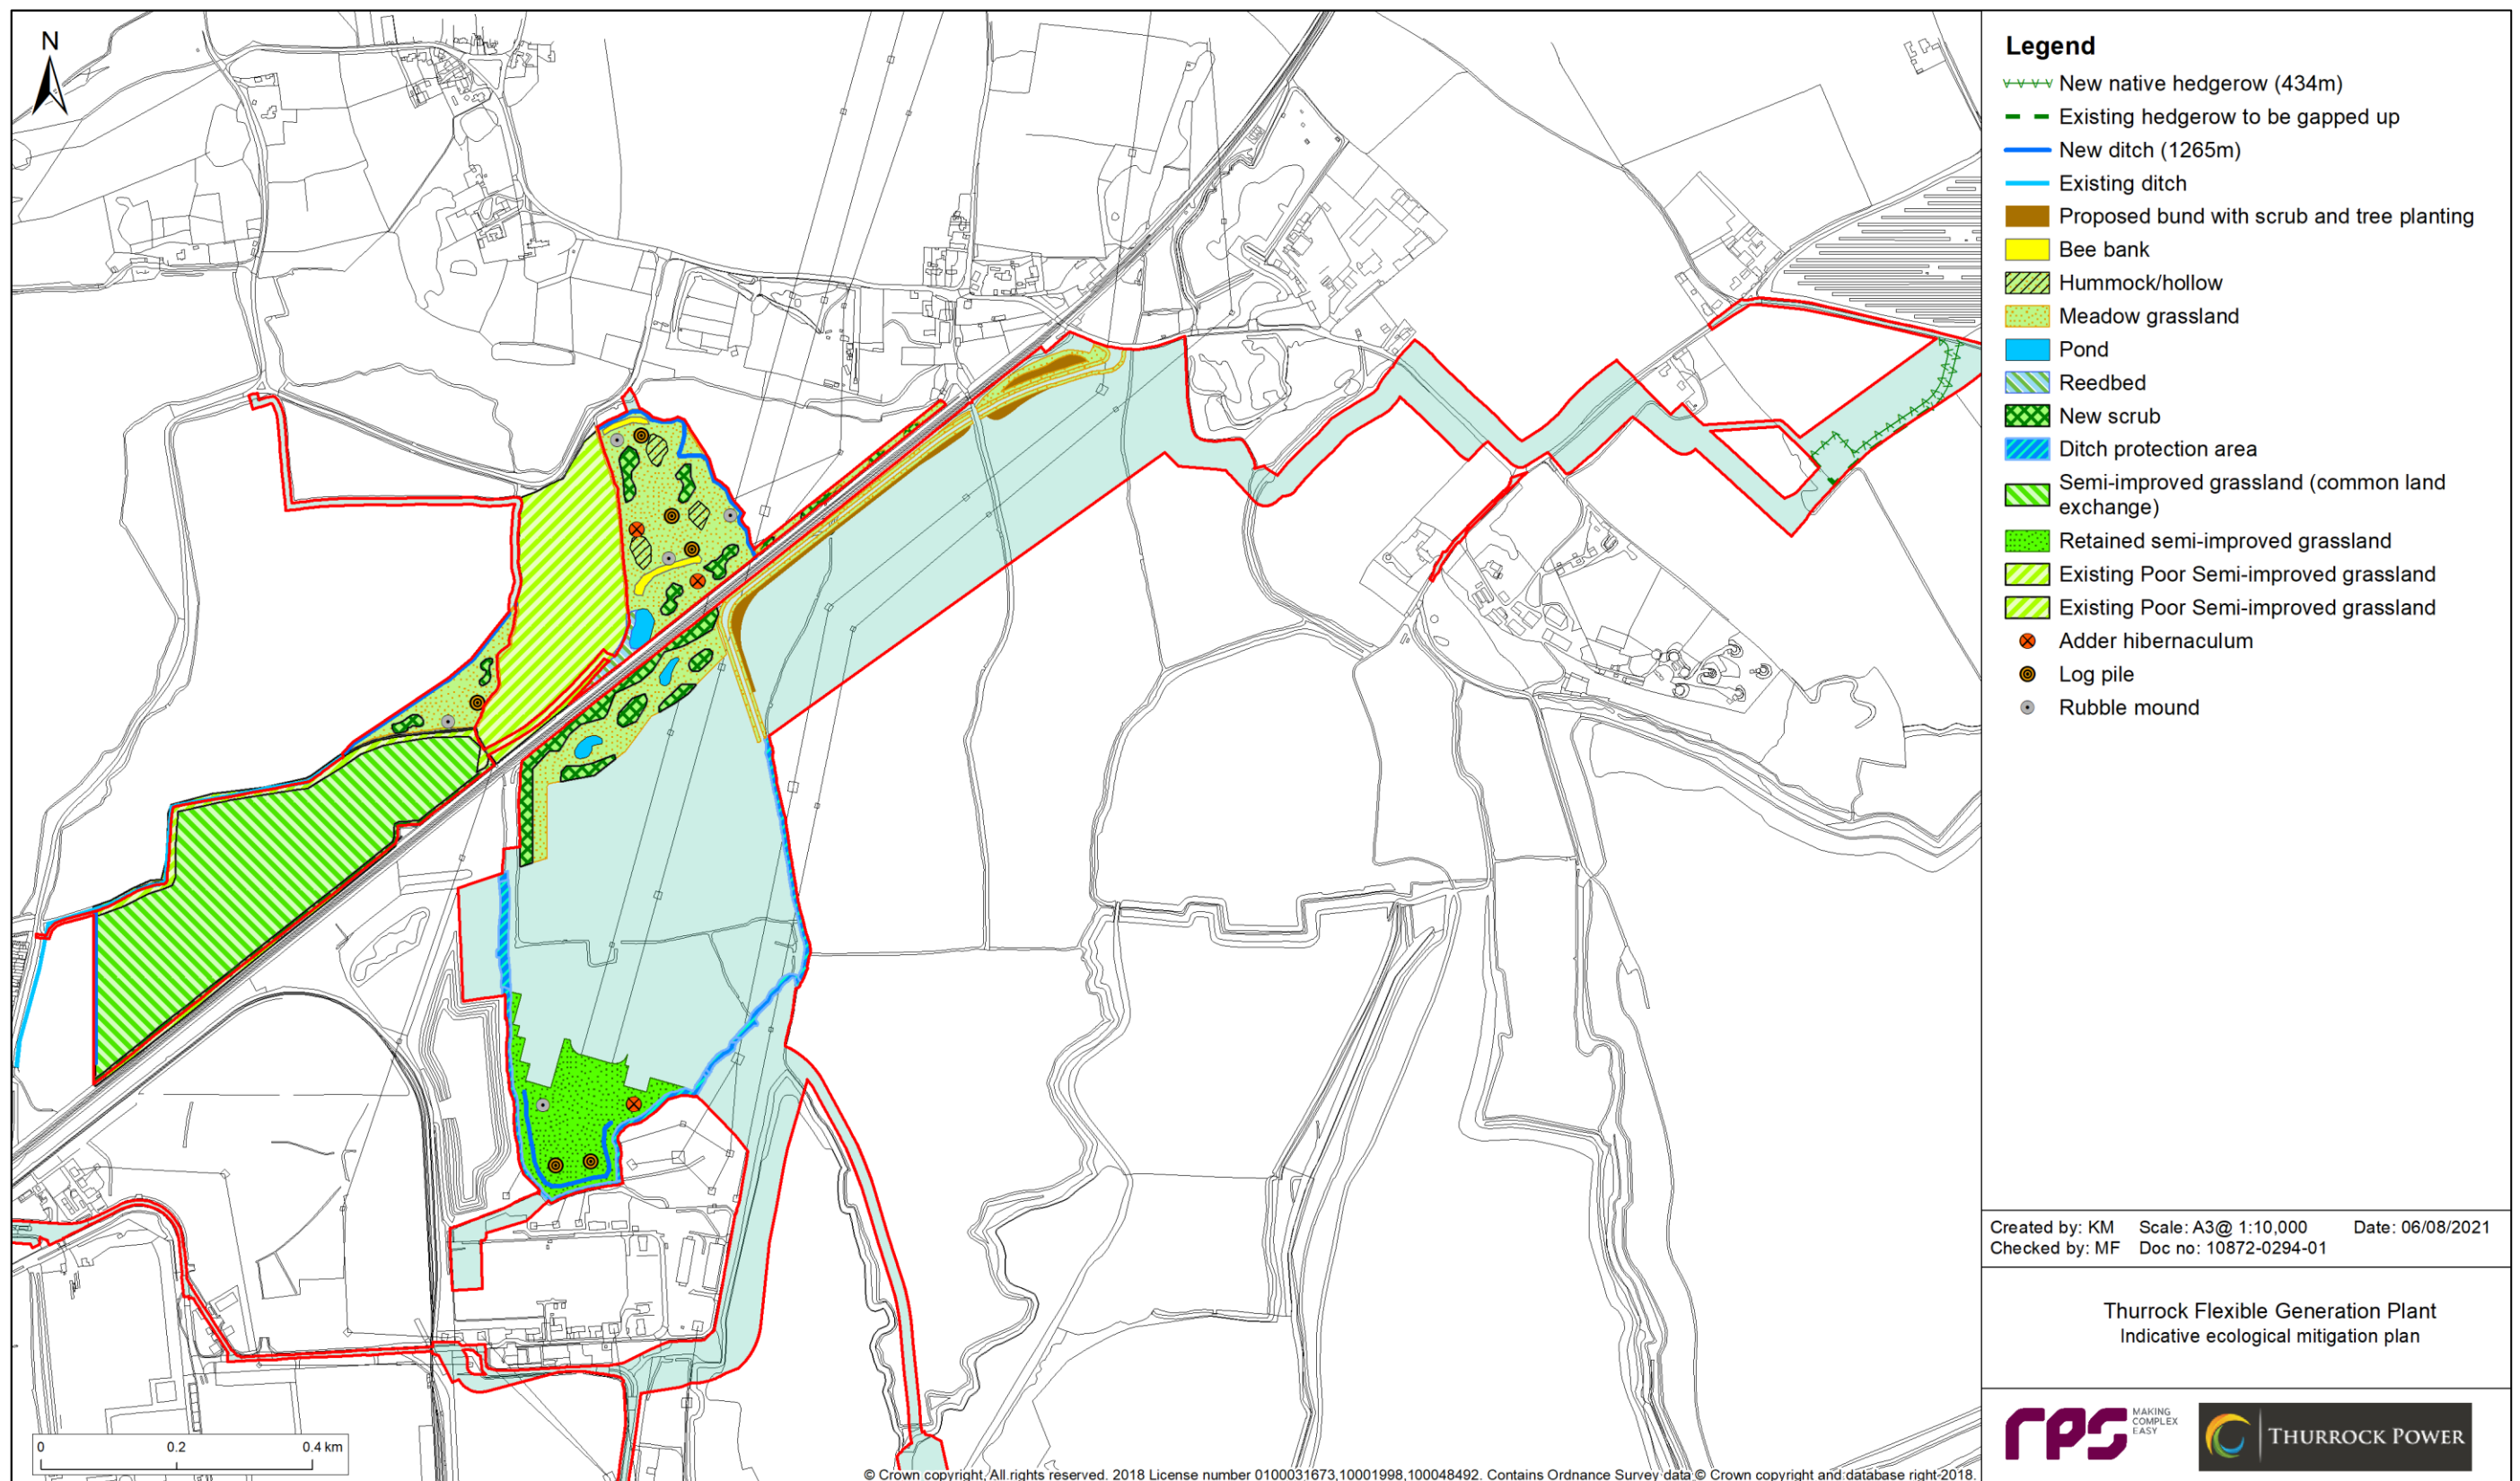 N
Legend
New native hedgerow (434m)
Existing hedgerow to be gapped up
New ditch (1265m)
Existing ditch
Proposed bund with scrub and tree planting
Bee bank
Hummock/hollow
Meadow grassland
Pond
Reedbed
New scrub
Ditch protection area
Semi-improved grassland (common land
exchange)
Retained semi-improved grassland
Existing Poor Semi-improved grassland
Existing Poor Semi-improved grassland
Adder hibernaculum
Log pile
Rubble mound
Created by: KM Scale: A3@ 1:10,000 Date: 06/08/2021
Checked by: MF Doc no: 10872-0294-01
Thurrock Flexible Generation Plant
Indicative ecological mitigation plan
rps MAKING
COMPLEX
EASY
THURROCK POWER
0 0.2 0.4 km
© Crown copyright, All rights reserved. 2018 License number 0100031673,10001998,100048492. Contains Ordnance Survey data © Crown copyright and database right 2018.